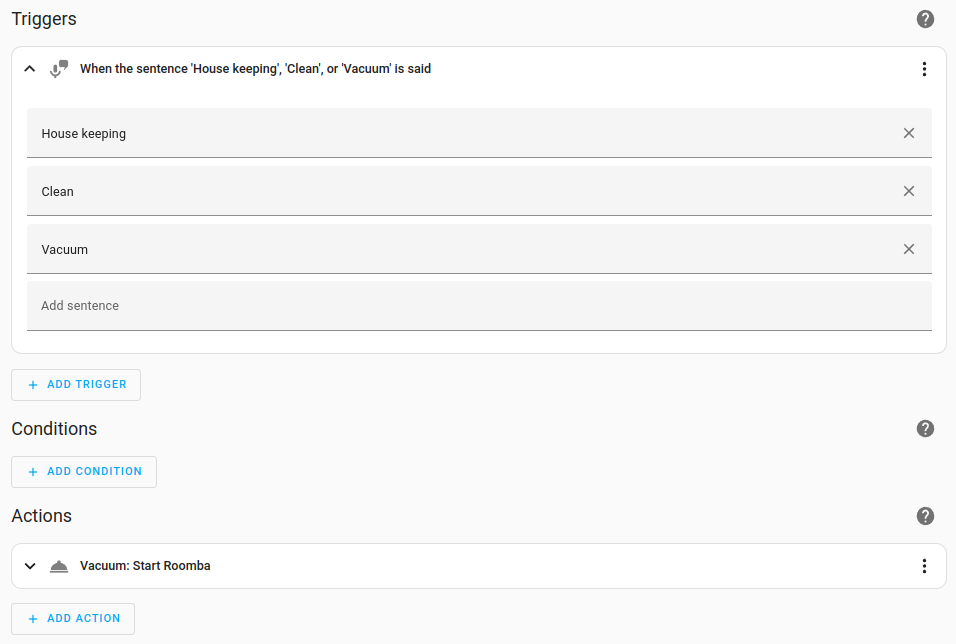 Triggers
When the sentence 'House keeping', 'Clean', or 'Vacuum' is said
House keeping
Clean
Vacuum
Add sentence
+ ADD TRIGGER
Conditions
+ ADD CONDITION
Actions
Vacuum: Start Roomba
+ ADD ACTION